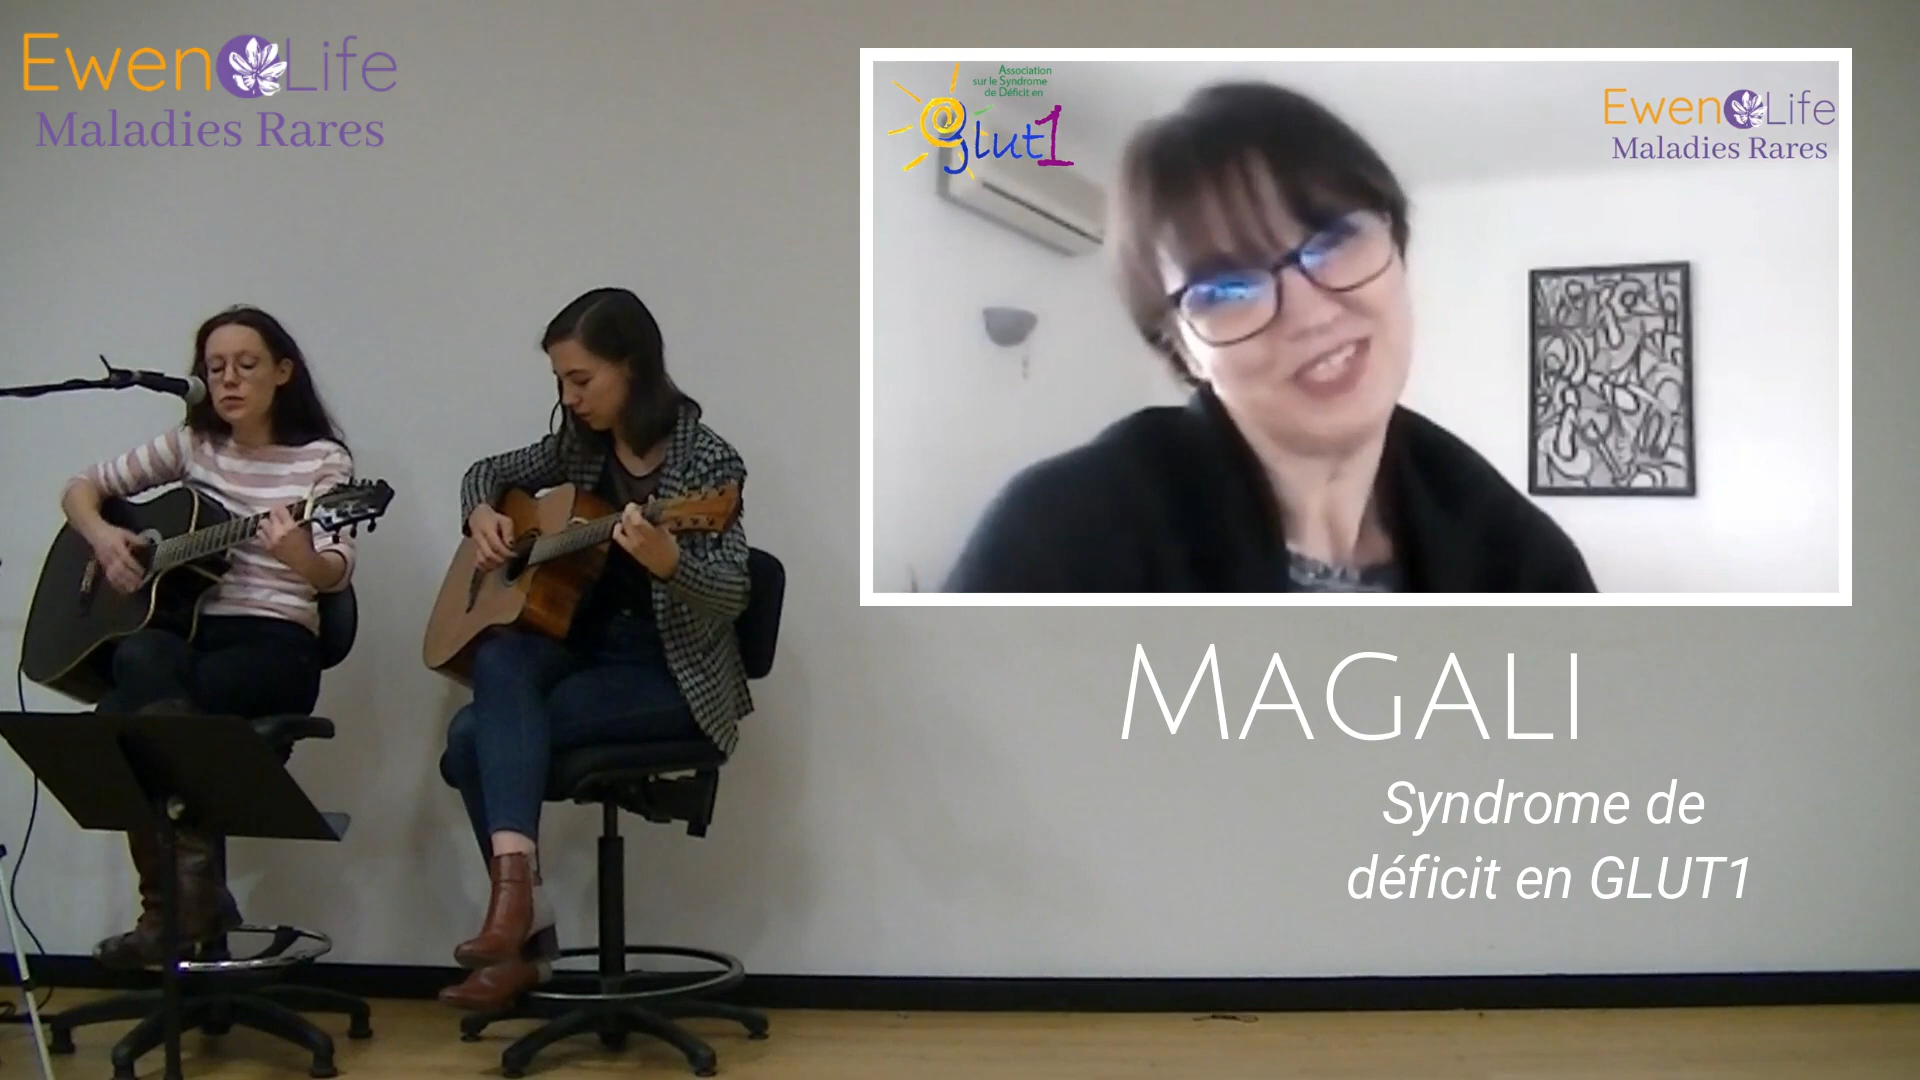 Ewen Life
Maladies Rares
Association
sur le Syndrome
de Déficit en
glut1
Ewen Life
Maladies Rares
MAGALI
Syndrome de
déficit en GLUT1